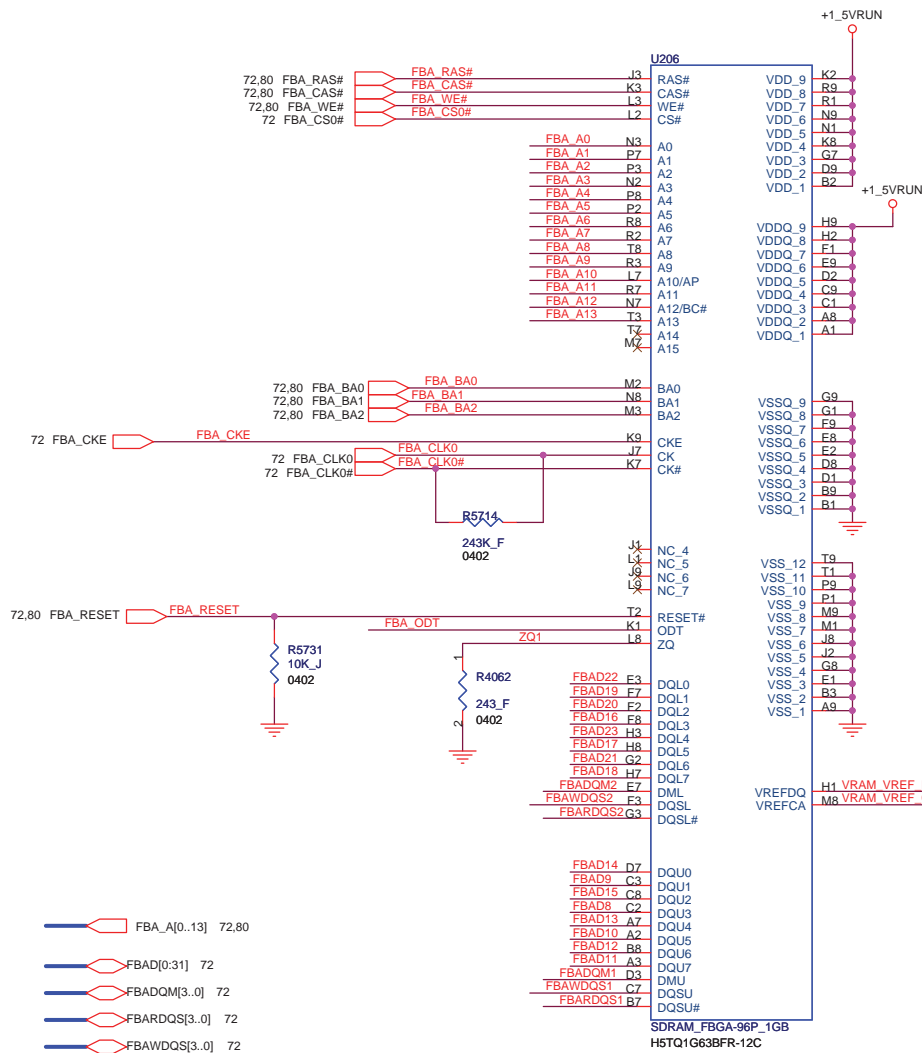 +1_5VRUN
U206
72,80 FBA_RAS# FBA_RAS# J3 RAS# VDD_9 K2
72,80 FBA_CAS# FBA_CAS# K3 CAS# VDD_8 R9
72,80 FBA_WE# FBA_WE# L3 WE# VDD_7 R1
72 FBA_CS0# FBA_CS0# L2 CS# VDD_6 N9
VDD_5 N1
FBA_A0 N3 A0 VDD_4 K8
FBA_A1 P7 A1 VDD_3 G7
FBA_A2 P3 A2 VDD_2 D9
FBA_A3 N2 A3 VDD_1 B2
+1_5VRUN
FBA_A4 P8 A4
FBA_A5 P2 A5
FBA_A6 R8 A6 VDDQ_9 H9
FBA_A7 R2 A7 VDDQ_8 H2
FBA_A8 T8 A8 VDDQ_7 F1
FBA_A9 R3 A9 VDDQ_6 E9
FBA_A10 L7 A10/AP VDDQ_5 D2
FBA_A11 R7 A11 VDDQ_4 C9
FBA_A12 N7 A12/BC# VDDQ_3 C1
FBA_A13 T3 A13 VDDQ_2 A8
T7 A14 VDDQ_1 A1
M7 A15
72,80 FBA_BA0 FBA_BA0 M2 BA0
72,80 FBA_BA1 FBA_BA1 N8 BA1 VSSQ_9 G9
72,80 FBA_BA2 FBA_BA2 M3 BA2 VSSQ_8 G1
VSSQ_7 F9
72 FBA_CKE FBA_CKE K9 CKE VSSQ_6 E8
72 FBA_CLK0 FBA_CLK0 J7 CK VSSQ_5 E2
72 FBA_CLK0# FBA_CLK0# K7 CK# VSSQ_4 D8
VSSQ_3 D1
VSSQ_2 B9
VSSQ_1 B1
R5714
243K_F
0402
J1 NC_4
L1 NC_5 VSS_12 T9
J9 NC_6 VSS_11 T1
L9 NC_7 VSS_10 P9
VSS_9 P1
72,80 FBA_RESET FBA_RESET T2 RESET# VSS_8 M9
FBA_ODT K1 ODT VSS_7 M1
ZQ1 L8 ZQ VSS_6 J8
VSS_5 J2
VSS_4 G8
R5731
10K_J
0402
1
R4062
243_F
0402
2
FBAD22 E3 DQL0 VSS_3 E1
FBAD19 F7 DQL1 VSS_2 B3
FBAD20 F2 DQL2 VSS_1 A9
FBAD16 F8 DQL3
FBAD23 H3 DQL4
FBAD17 H8 DQL5
FBAD21 G2 DQL6
FBAD18 H7 DQL7
FBADQM2 E7 DML VREFDQ H1 VRAM_VREF
FBAWDQS2 F3 DQSL VREFCA M8 VRAM_VREF
FBARDQS2 G3 DQSL#
FBAD14 D7 DQU0
FBAD9 C3 DQU1
FBAD15 C8 DQU2
FBAD8 C2 DQU3
FBAD13 A7 DQU4
FBAD10 A2 DQU5
FBAD12 B8 DQU6
FBAD11 A3 DQU7
FBADQM1 D3 DMU
FBAWDQS1 C7 DQSU
FBARDQS1 B7 DQSU#
FBA_A[0..13] 72,80
FBAD[0:31] 72
FBADQM[3..0] 72
FBARDQS[3..0] 72
FBAWDQS[3..0] 72
SDRAM_FBGA-96P_1GB
H5TQ1G63BFR-12C